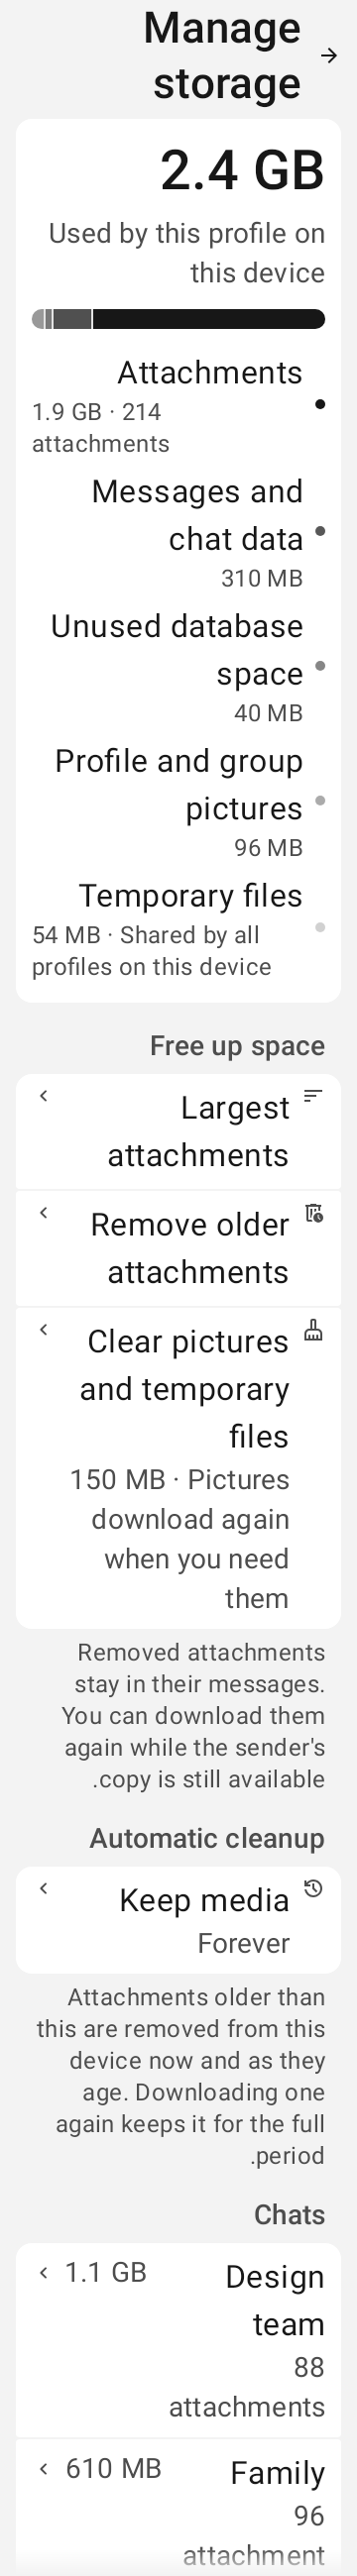 Manage
storage
2.4 GB
Used by this profile on
this device
Attachments
1.9 GB · 214
attachments
Messages and
chat data
310 MB
Unused database
space
40 MB
Profile and group
pictures
96 MB
Temporary files
54 MB · Shared by all
profiles on this device
Free up space
Largest
attachments
Remove older
attachments
Clear pictures
and temporary
files
150 MB · Pictures
download again
when you need
them
Removed attachments
stay in their messages.
You can download them
again while the sender's
.copy is still available
Automatic cleanup
Keep media
Forever
Attachments older than
this are removed from this
device now and as they
age. Downloading one
again keeps it for the full
.period
Chats
Design
team
1.1 GB
88
attachments
Family
610 MB
96
attachment